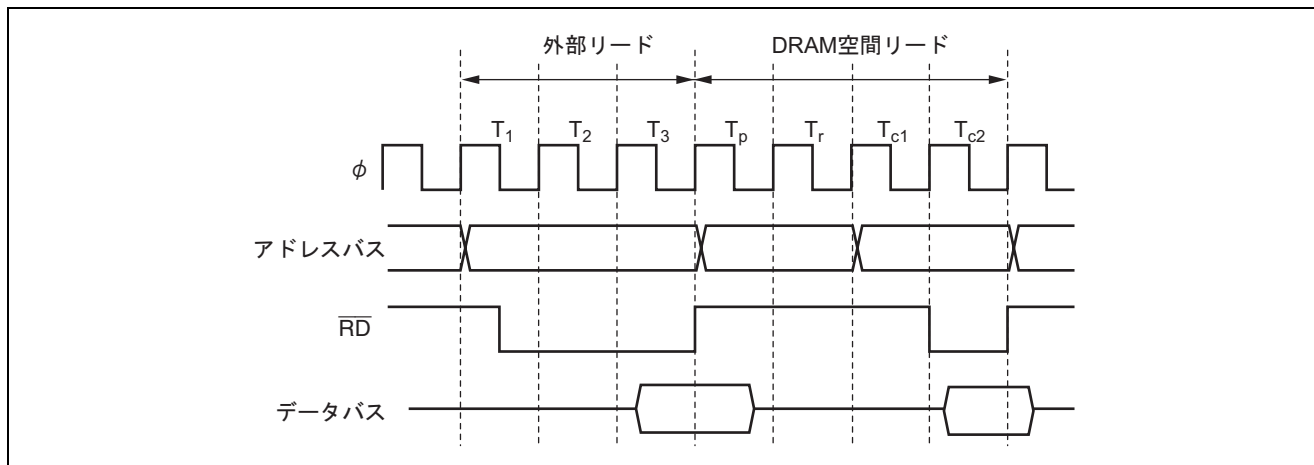 外部リード DRAM空間リード
T1 T2 T3 Tp Tr Tc1 Tc2
φ
アドレスバス
RD
データバス